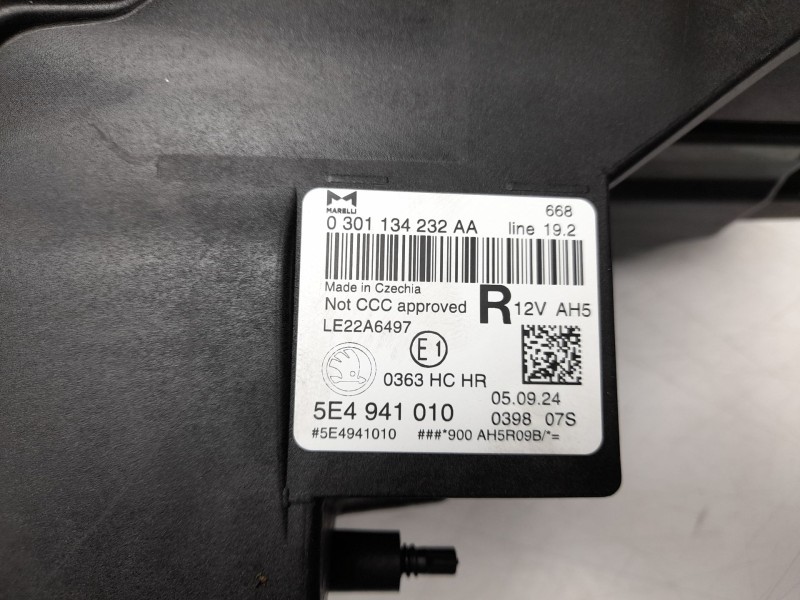 MARELLI
668
0 301 134 232 AA line 19.2
Made in Czechia
Not CCC approved R 12V AH5
LE22A6497
E1
0363 HC HR
05.09.24
5E4 941 010 0398 07S
#5E4941010 ###*900 AH5R09B/*=